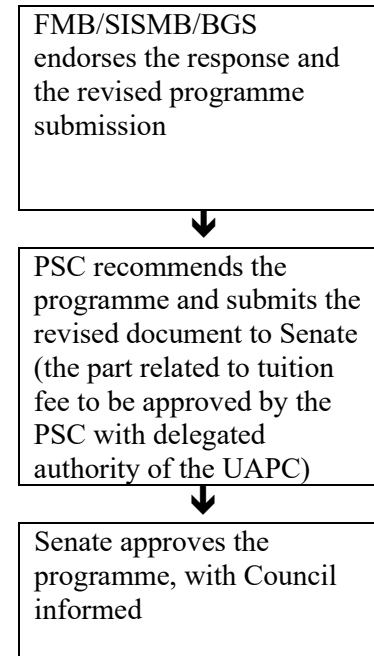 FMB/SISMB/BGS
endorses the response and
the revised programme
submission
PSC recommends the
programme and submits the
revised document to Senate
(the part related to tuition
fee to be approved by the
PSC with delegated
authority of the UAPC)
Senate approves the
programme, with Council
informed